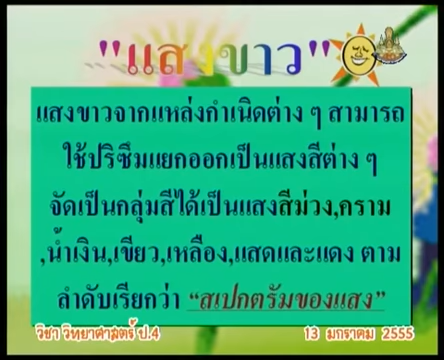 "แสงขาว"
แสงขาวจากแหล่งกำเนิดต่าง ๆ สามารถ
ใช้ปริซึมแยกออกเป็นแสงสีต่าง ๆ
จัดเป็นกลุ่มสีได้เป็นแสงสีม่วง,คราม
,น้ำเงิน,เขียว,เหลือง,แสดและแดง ตาม
ลำดับเรียกว่า “สเปกตรัมของแสง”
วิชา วิทยาศาสตร์ ป.4
13 มกราคม 2555